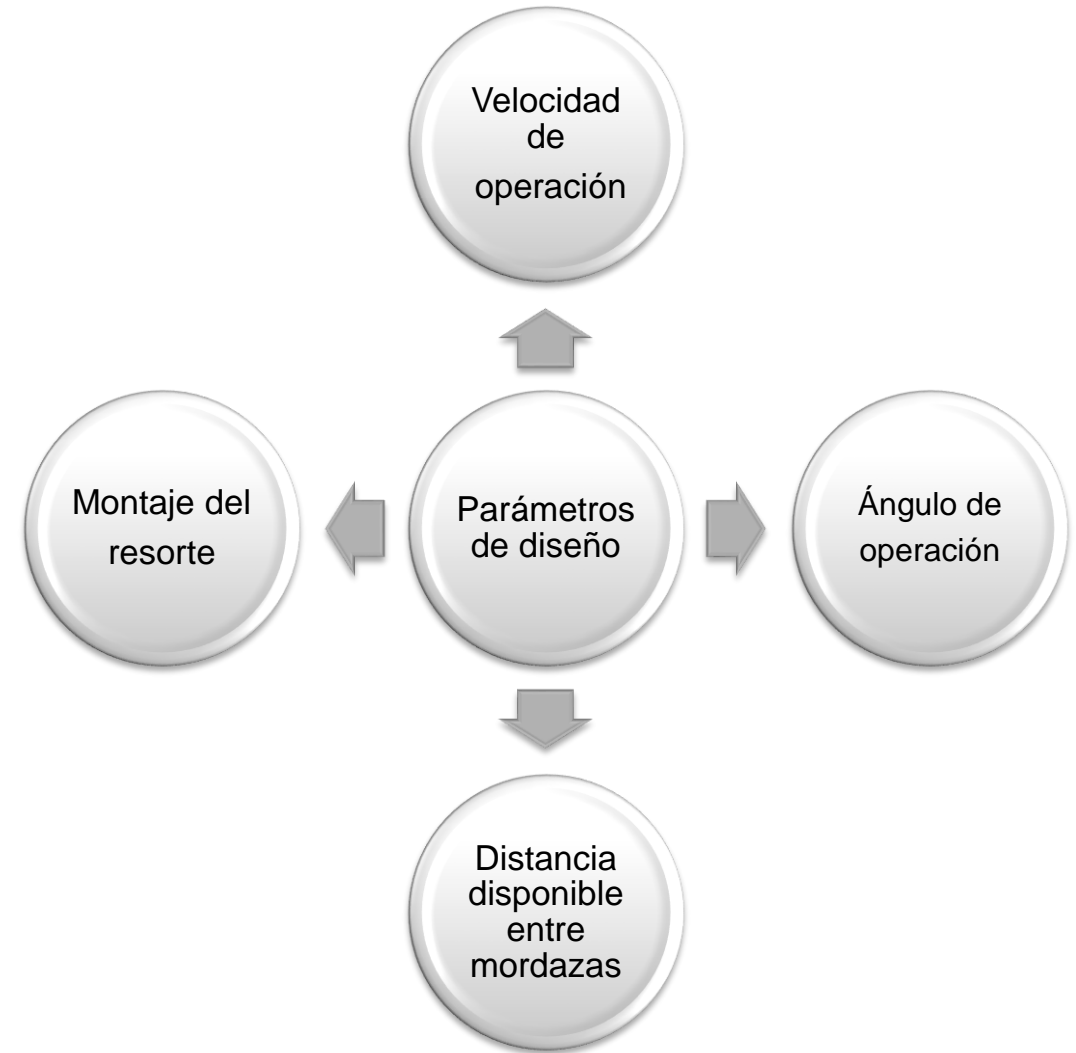 Velocidad
de
operación
Montaje del
resorte
Parámetros
de diseño
Ángulo de
operación
Distancia
disponible
entre
mordazas